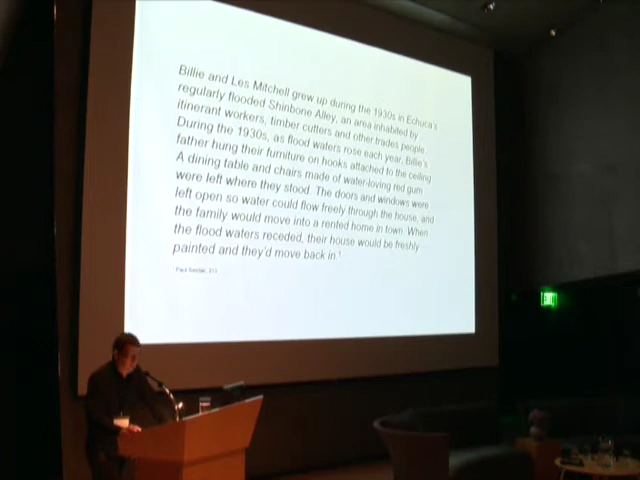 Billie and Les Mitchell grew up during the 1930s in Echuca's
regularly flooded Shinbone Alley, an area inhabited by
itinerant workers, timber cutters and other trades people.
During the 1930s, as flood waters rose each year, Billie's
father hung their furniture on hooks attached to the ceiling
A dining table and chairs made of water-loving red gum
were left where they stood. The doors and windows were
left open so water could flow freely through the house, and
the family would move into a rented home in town. When
the flood waters receded, their house would be freshly
painted and they'd move back in.¹
Paul Sinclair, 
EXIT